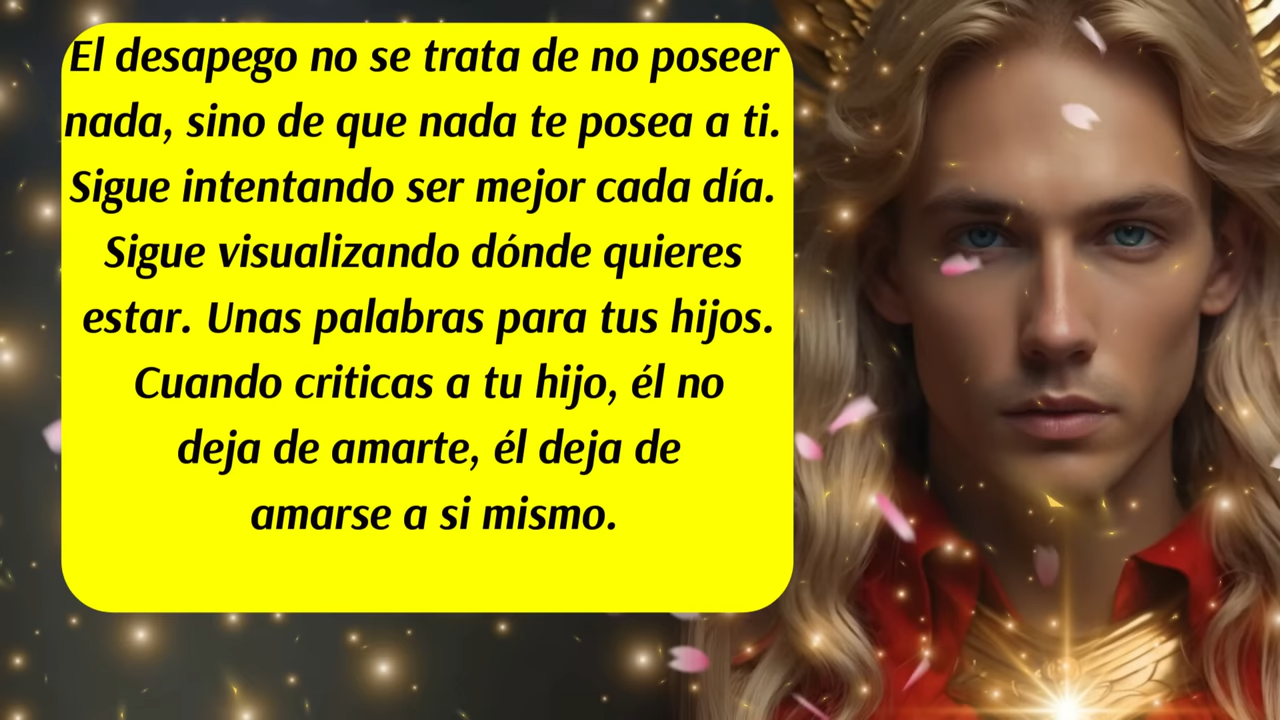 El desapego no se trata de no poseer
nada, sino de que nada te posea a ti.
Sigue intentando ser mejor cada día.
Sigue visualizando dónde quieres
estar. Unas palabras para tus hijos.
Cuando criticas a tu hijo, él no
deja de amarte, él deja de
amarse a si mismo.